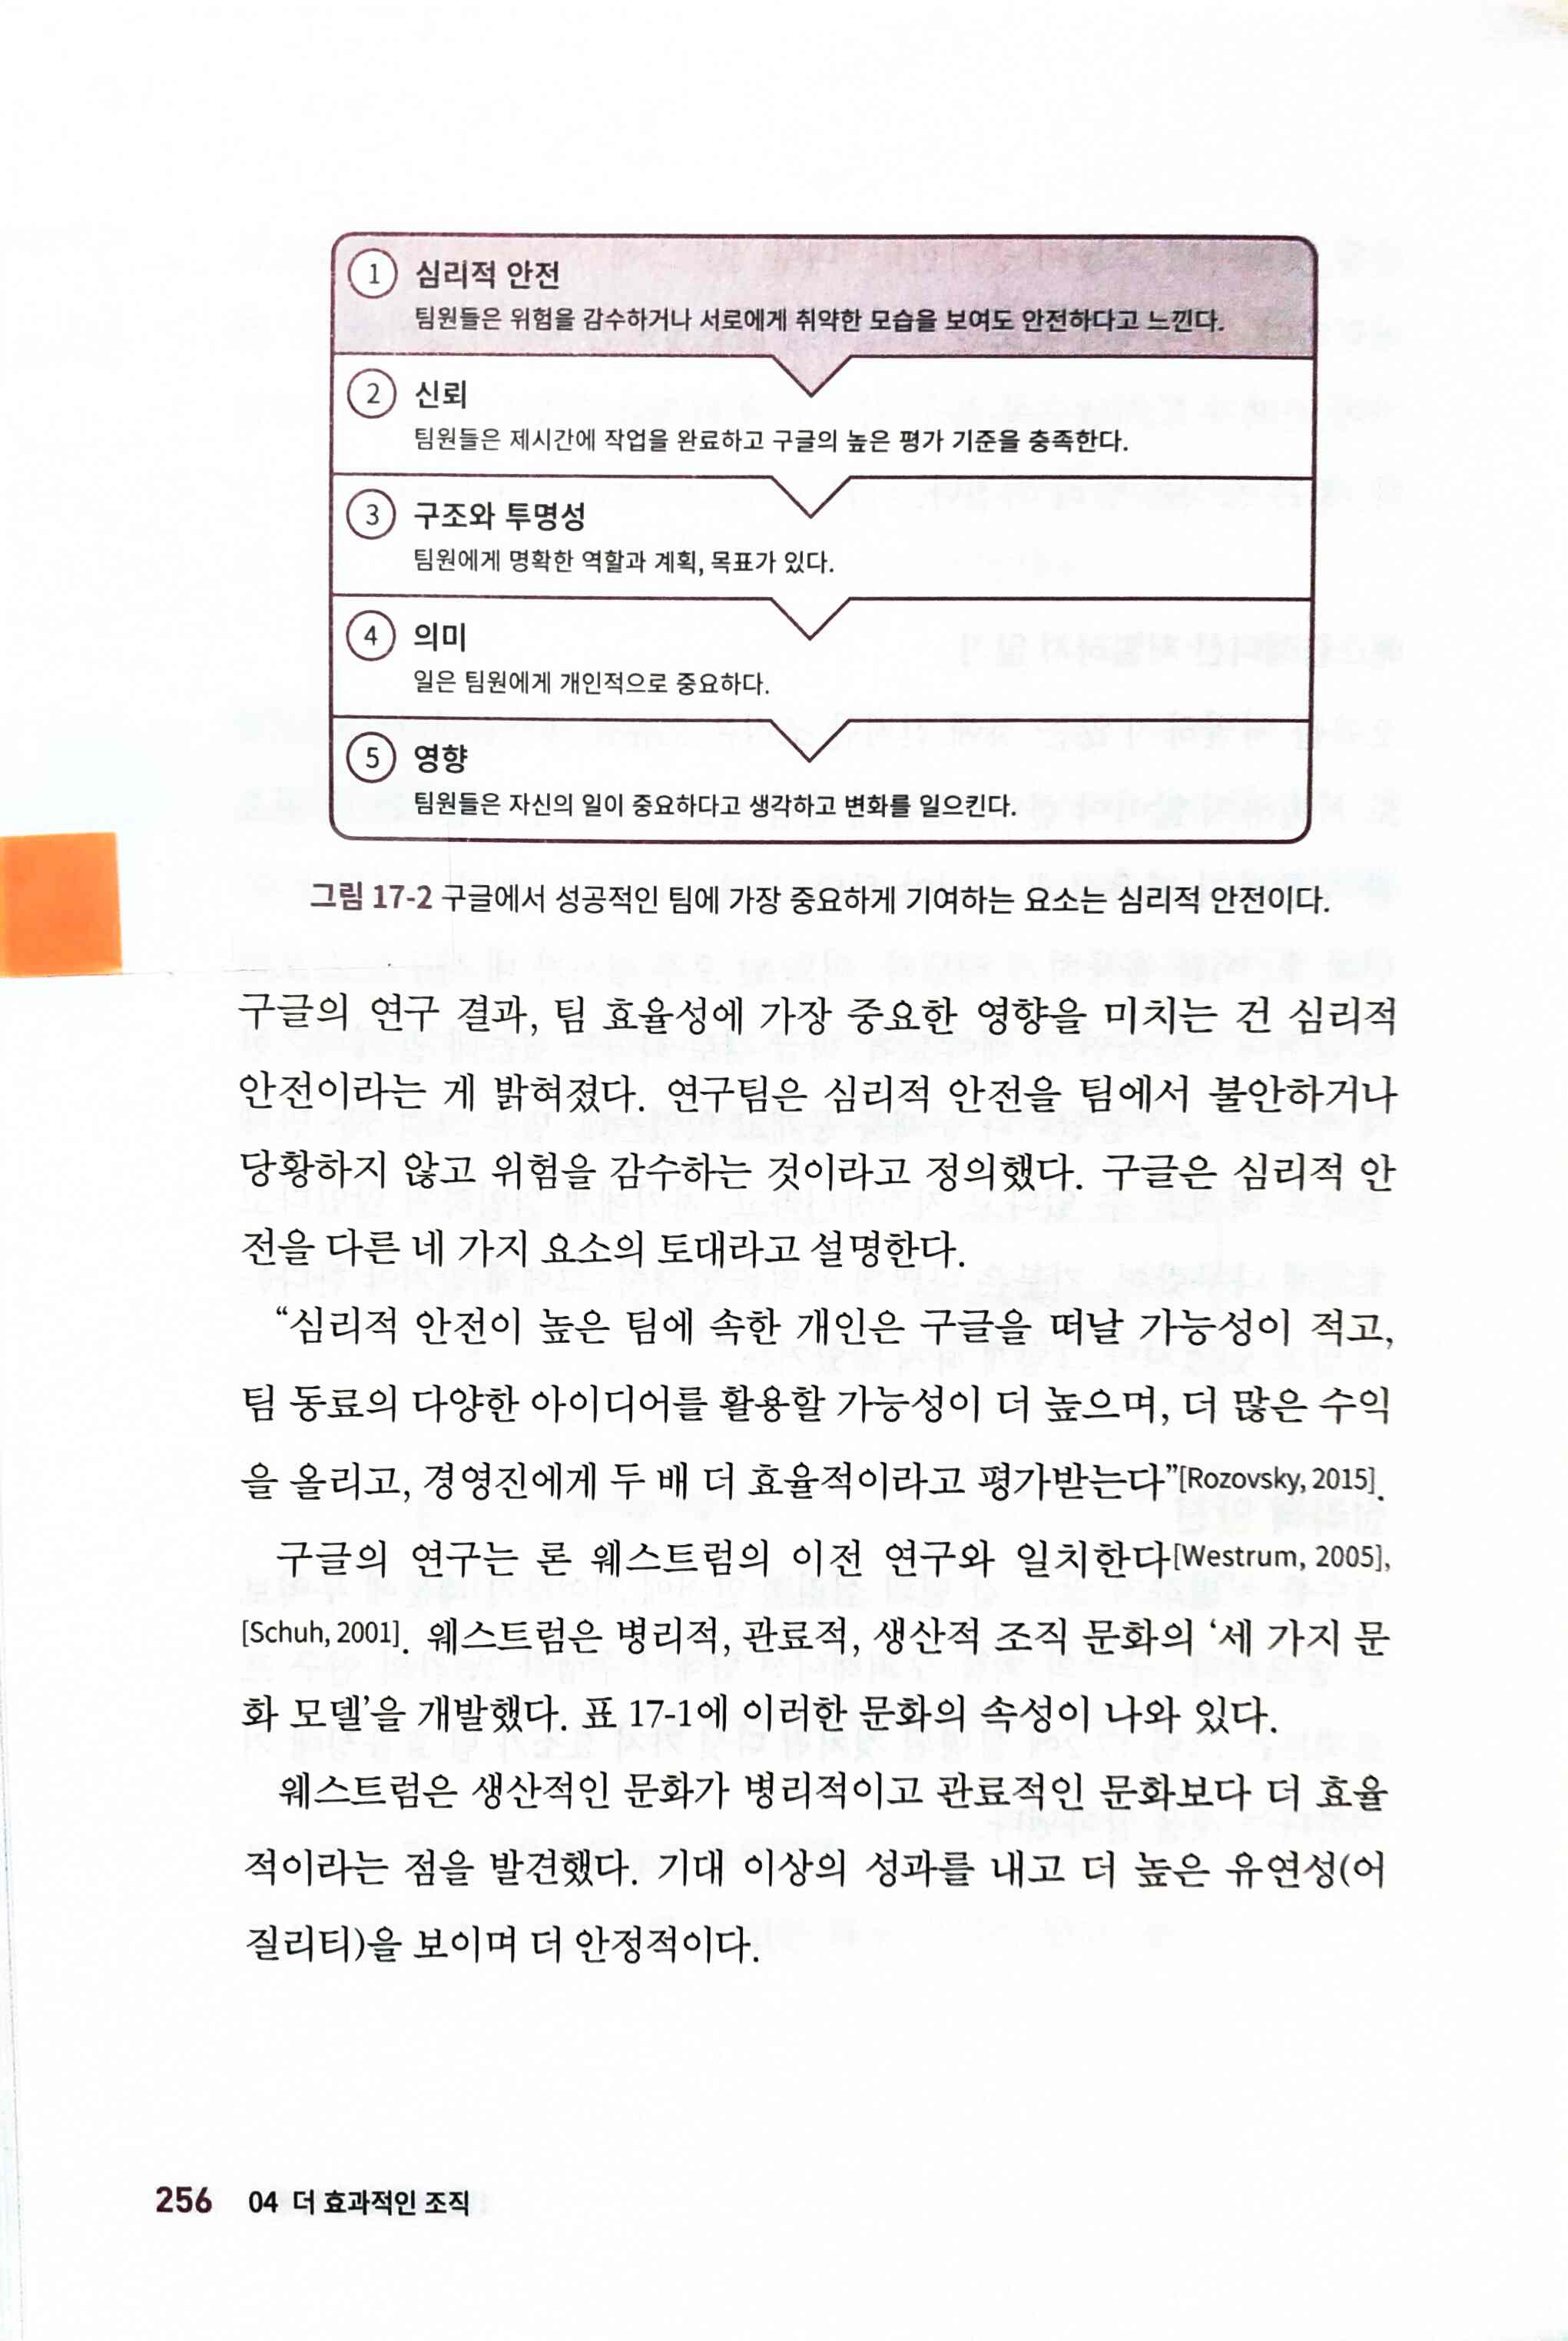 ① 심리적 안전
팀원들은 위험을 감수하거나 서로에게 취약한 모습을 보여도 안전하다고 느낀다.
② 신뢰
팀원들은 제시간에 작업을 완료하고 구글의 높은 평가 기준을 충족한다.
③ 구조와 투명성
팀원에게 명확한 역할과 계획, 목표가 있다.
④ 의미
일은 팀원에게 개인적으로 중요하다.
⑤ 영향
팀원들은 자신의 일이 중요하다고 생각하고 변화를 일으킨다.
그림 17-2 구글에서 성공적인 팀에 가장 중요하게 기여하는 요소는 심리적 안전이다.
구글의 연구 결과, 팀 효율성에 가장 중요한 영향을 미치는 건 심리적
안전이라는 게 밝혀졌다. 연구팀은 심리적 안전을 팀에서 불안하거나
당황하지 않고 위험을 감수하는 것이라고 정의했다. 구글은 심리적 안
전을 다른 네 가지 요소의 토대라고 설명한다.
“심리적 안전이 높은 팀에 속한 개인은 구글을 떠날 가능성이 적고,
팀 동료의 다양한 아이디어를 활용할 가능성이 더 높으며, 더 많은 수익
을 올리고, 경영진에게 두 배 더 효율적이라고 평가받는다”[Rozovsky, 2015].
구글의 연구는 론 웨스트럼의 이전 연구와 일치한다[Westrum, 2005],
[Schuh, 2001]. 웨스트럼은 병리적, 관료적, 생산적 조직 문화의 ‘세 가지 문
화 모델’을 개발했다. 표 17-1에 이러한 문화의 속성이 나와 있다.
웨스트럼은 생산적인 문화가 병리적이고 관료적인 문화보다 더 효율
적이라는 점을 발견했다. 기대 이상의 성과를 내고 더 높은 유연성(어
질리티)을 보이며 더 안정적이다.
256 04 더 효과적인 조직